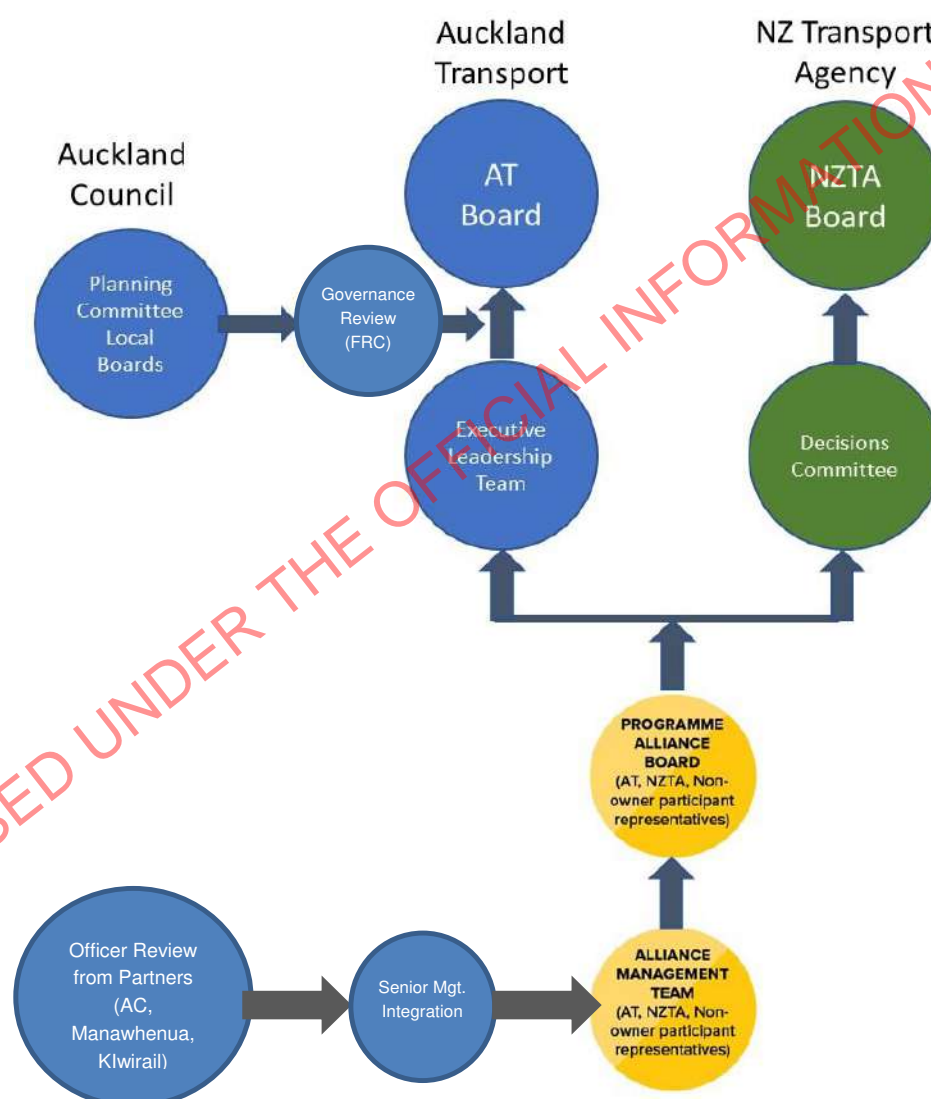 Auckland
Transport
NZ Transport
Agency
Auckland
Council
AT
Board
NZTA
Board
Planning
Committee
Local
Boards
Governance
Review
(FRC)
Executive
Leadership
Team
Decisions
Committee
PROGRAMME
ALLIANCE
BOARD
(AT, NZTA, Non-
owner participant
representatives)
Officer Review
from Partners
(AC,
Manawhenua,
KIwirail)
Senior Mgt.
Integration
ALLIANCE
MANAGEMENT
TEAM
(AT, NZTA, Non-
owner participant
representatives)
SED UNDER THE OFFICIAL INFORMATION